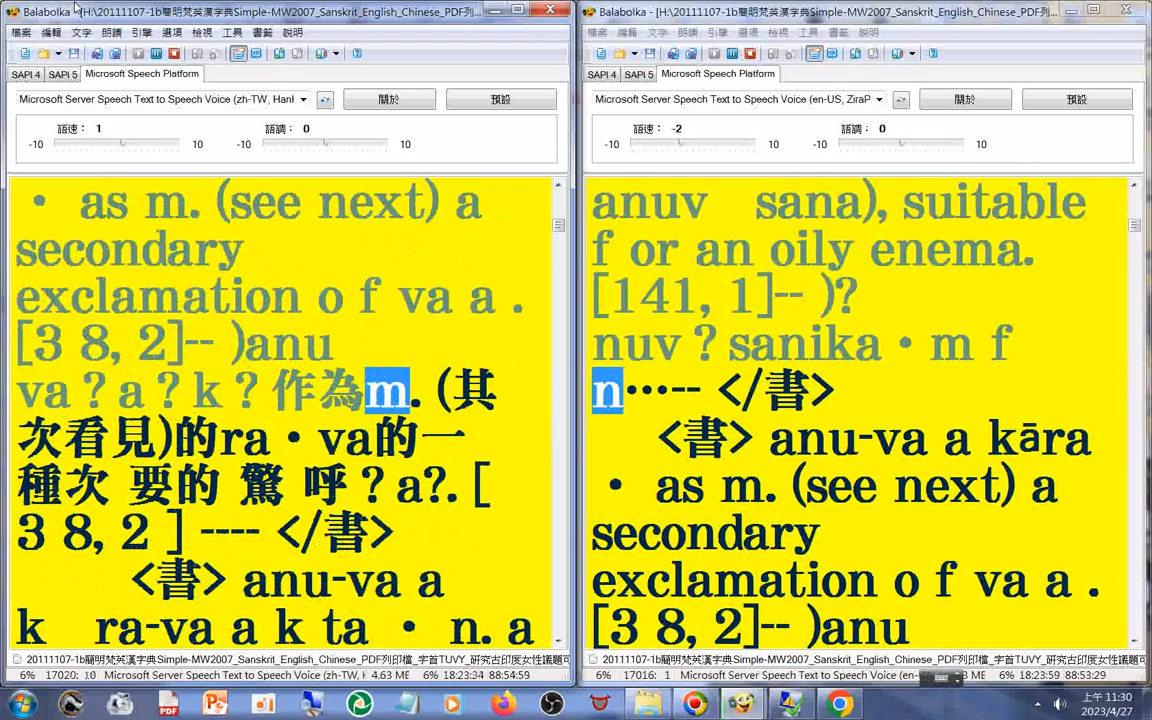 Balabolka - [H:\20111107-1b簡明梵英漢字典Simple-MW2007_Sanskrit_English_Chinese_PDF列...
檔案 編輯 文字 朗讀 引擎 選項 檢視 工具 書籤 說明
SAPI 4 SAPI 5 Microsoft Speech Platform
Microsoft Server Speech Text to Speech Voice (zh-TW, Hanl 關於 預設
語速： 1 語調： 0
-10 10 -10 10
• as m. (see next) a
secondary
exclamation o f va a .
[3 8, 2]-- )anu
va？a？k？作為m. (其
次看見)的ra・va的一
種次 要的 驚 呼？a?. [
3 8, 2 ] ---- </書>
<書> anu-va a
k ra-va a k ta • n. a
20111107-1b簡明梵英漢字典Simple-MW2007_Sanskrit_English_Chinese_PDF列印檔_字首TUVY_研究古印度女性議題可
6% 17020: 10 Microsoft Server Speech Text to Speech Voice (zh-TW, H 4.63 ME 6% 18:23:34 88:54:59
Balabolka - [H:\20111107-1b簡明梵英漢字典Simple-MW2007_Sanskrit_English_Chinese_PDF列印...
檔案 編輯 文字 朗讀 引擎 選項 檢視 工具 書籤 說明
SAPI 4 SAPI 5 Microsoft Speech Platform
Microsoft Server Speech Text to Speech Voice (en-US, ZiraP 關於 預設
語速： -2 語調： 0
-10 10 -10 10
anuv sana), suitable
f or an oily enema.
[141, 1]-- )?
nuv？sanika・m f
n…-- </書>
<書> anu-va a kāra
• as m. (see next) a
secondary
exclamation o f va a .
[3 8, 2]-- )anu
20111107-1b簡明梵英漢字典Simple-MW2007_Sanskrit_English_Chinese_PDF列印檔_字首TUVY_研究古印度女性議題可
6% 17016: 1 Microsoft Server Speech Text to Speech Voice 6% 18:23:59 88:53:29
上午 11:30
2023/4/27